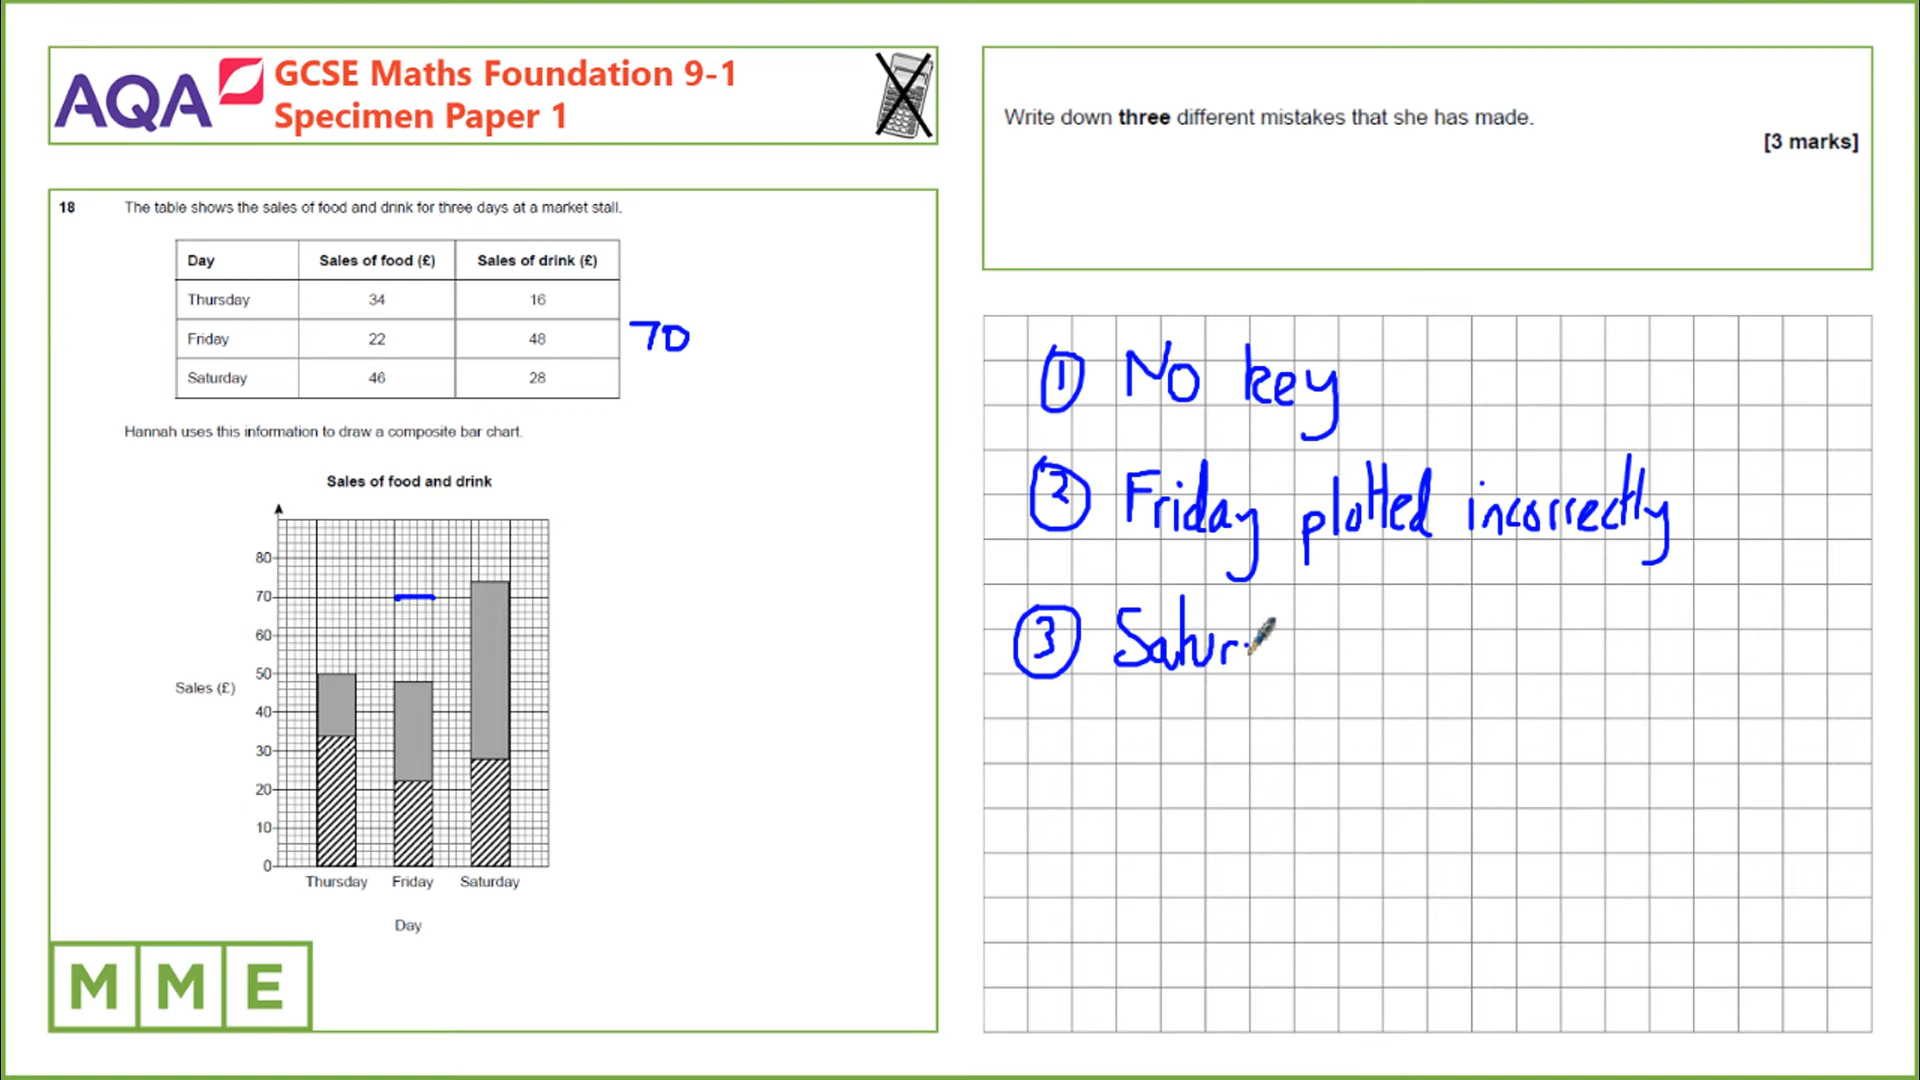 AQA GCSE Maths Foundation 9-1
Specimen Paper 1
18 The table shows the sales of food and drink for three days at a market stall.
Day Sales of food (£) Sales of drink (£)
Thursday 34 16
Friday 22 48 70
Saturday 46 28
Hannah uses this information to draw a composite bar chart.
Sales of food and drink
80
70
60
50
Sales (£)
40
30
20
10
0
Thursday Friday Saturday
Day
MME
Write down three different mistakes that she has made.
[3 marks]
1 No key
2 Friday plotted incorrectly
3 Satur